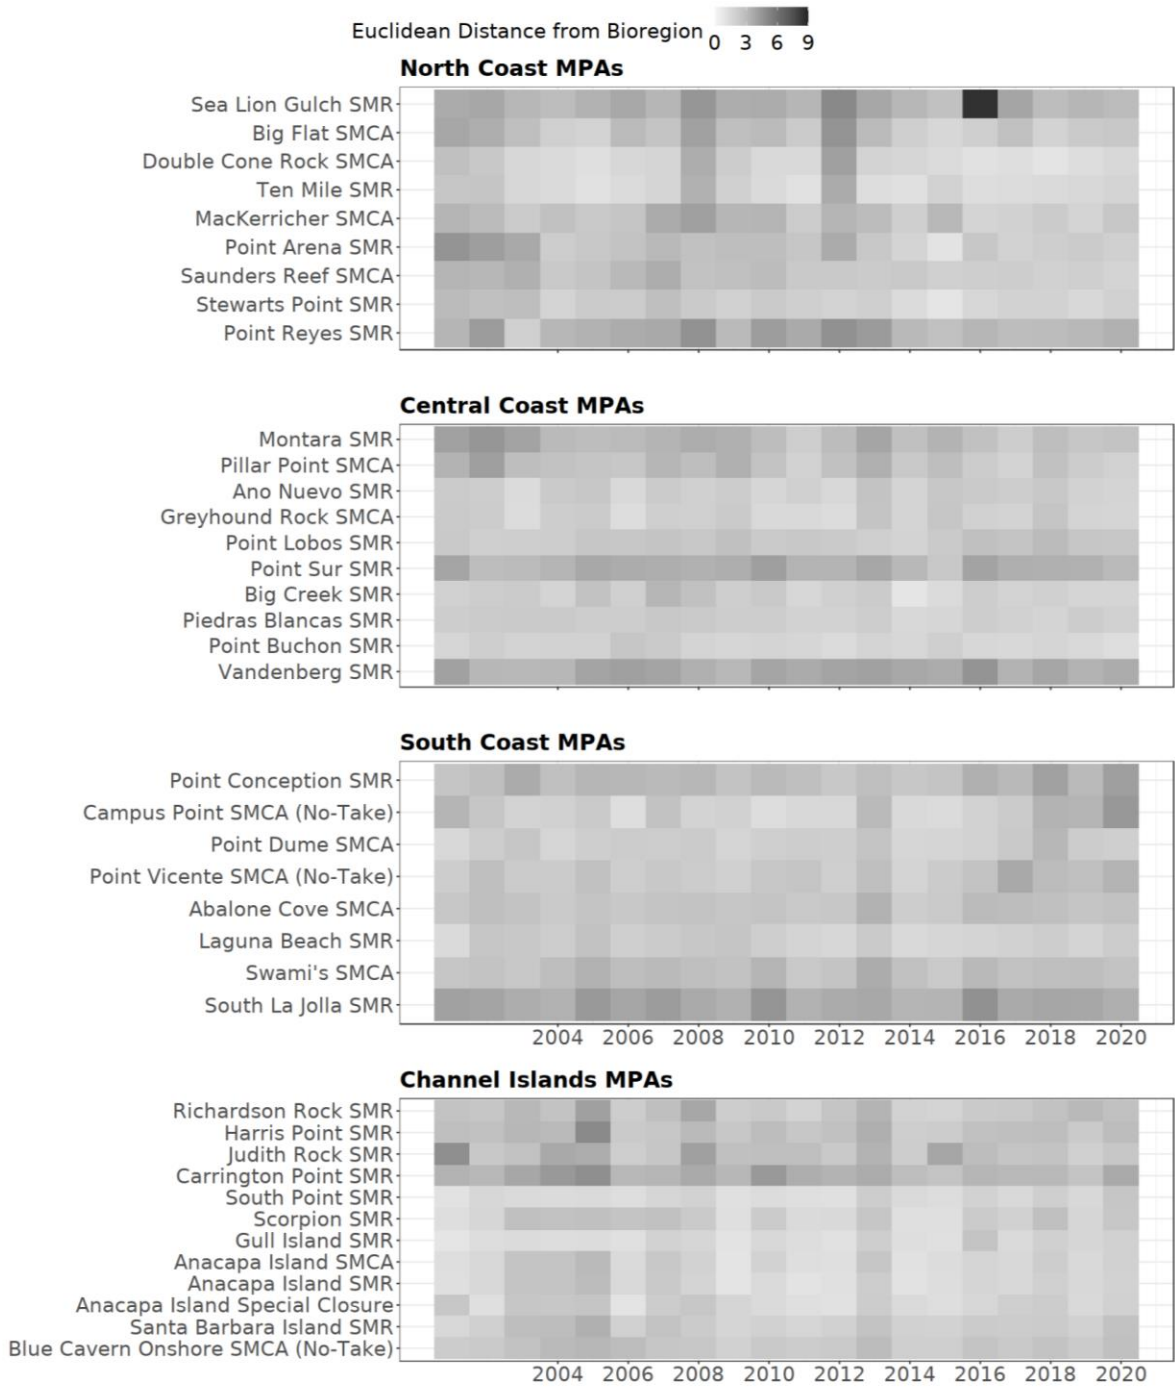 Euclidean Distance from Bioregion
0 3 6 9
North Coast MPAs
Sea Lion Gulch SMR
Big Flat SMCA
Double Cone Rock SMCA
Ten Mile SMR
MacKerricher SMCA
Point Arena SMR
Saunders Reef SMCA
Stewarts Point SMR
Point Reyes SMR
Central Coast MPAs
Montara SMR
Pillar Point SMCA
Ano Nuevo SMR
Greyhound Rock SMCA
Point Lobos SMR
Point Sur SMR
Big Creek SMR
Piedras Blancas SMR
Point Buchon SMR
Vandenberg SMR
South Coast MPAs
Point Conception SMR
Campus Point SMCA (No-Take)
Point Dume SMCA
Point Vicente SMCA (No-Take)
Abalone Cove SMCA
Laguna Beach SMR
Swami's SMCA
South La Jolla SMR
2004 2006 2008 2010 2012 2014 2016 2018 2020
Channel Islands MPAs
Richardson Rock SMR
Harris Point SMR
Judith Rock SMR
Carrington Point SMR
South Point SMR
Scorpion SMR
Gull Island SMR
Anacapa Island SMCA
Anacapa Island SMR
Anacapa Island Special Closure
Santa Barbara Island SMR
Blue Cavern Onshore SMCA (No-Take)
2004 2006 2008 2010 2012 2014 2016 2018 2020